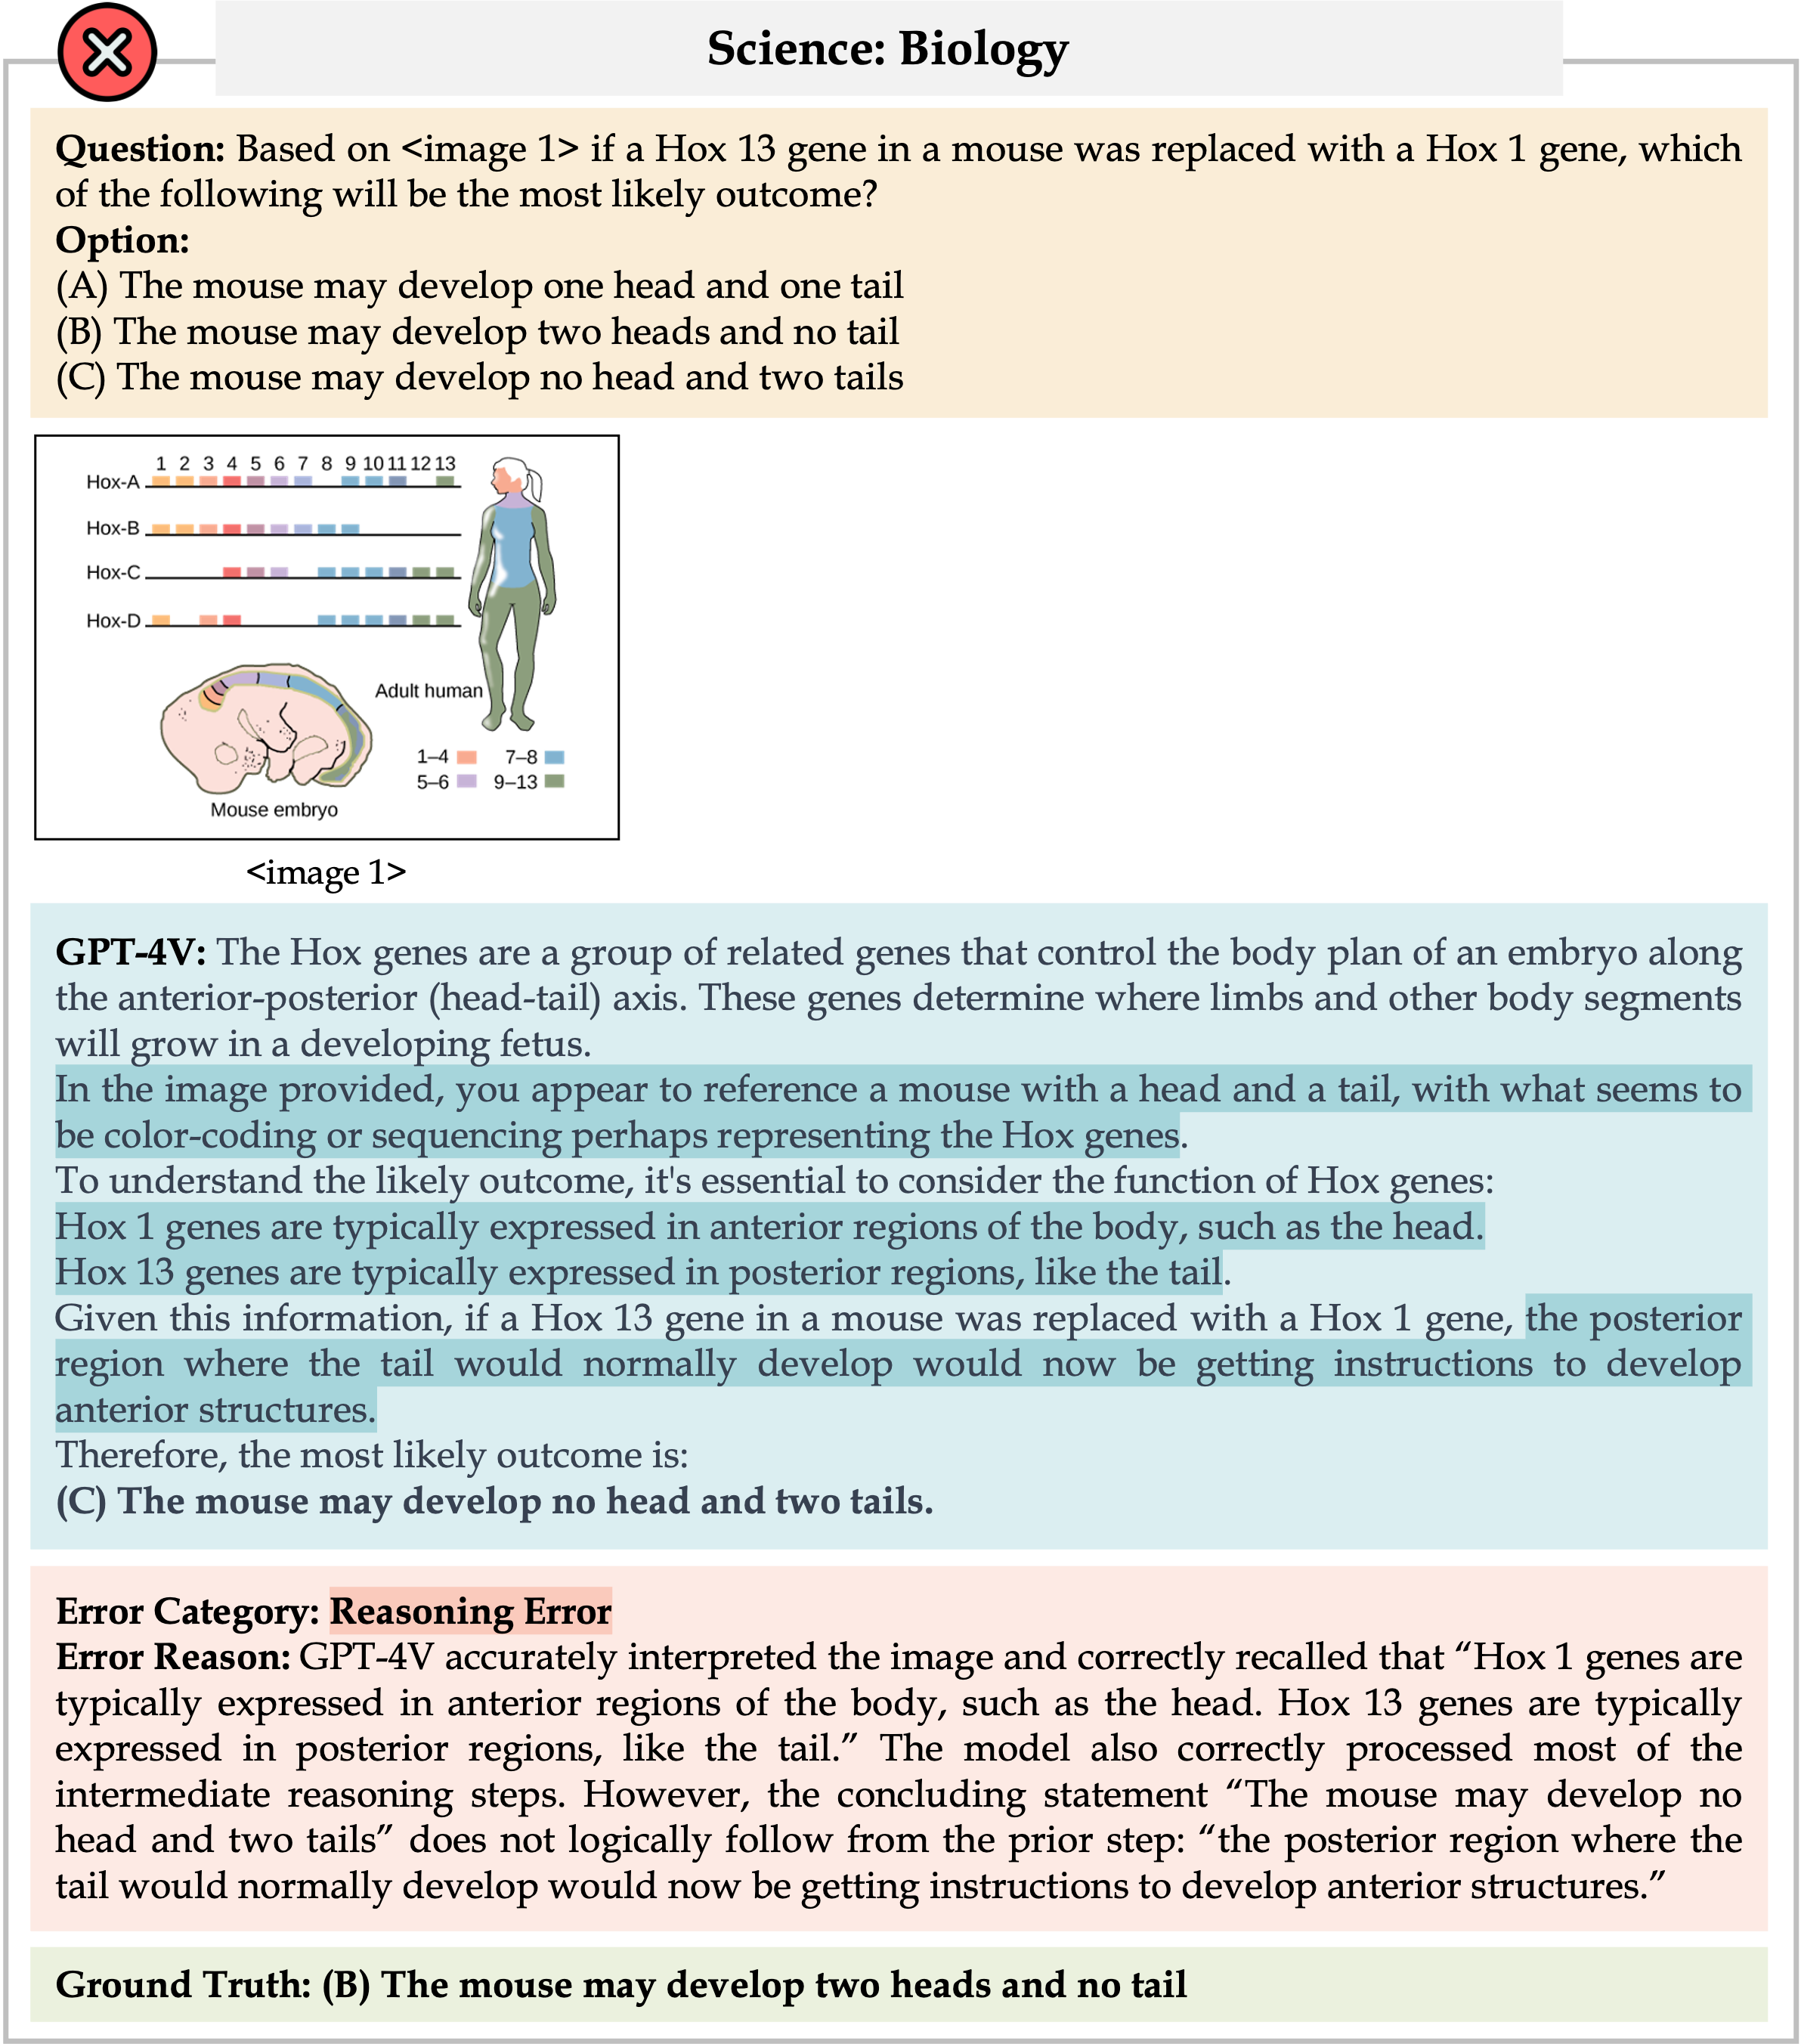 Science: Biology
Question: Based on <image 1> if a Hox 13 gene in a mouse was replaced with a Hox 1 gene, which
of the following will be the most likely outcome?
Option:
(A) The mouse may develop one head and one tail
(B) The mouse may develop two heads and no tail
(C) The mouse may develop no head and two tails
1 2 3 4 5 6 7 8 9 10 11 12 13
Hox-A
Hox-B
Hox-C
Hox-D
Adult human
1–4 7–8
5–6 9–13
Mouse embryo
<image 1>
GPT-4V: The Hox genes are a group of related genes that control the body plan of an embryo along
the anterior-posterior (head-tail) axis. These genes determine where limbs and other body segments
will grow in a developing fetus.
In the image provided, you appear to reference a mouse with a head and a tail, with what seems to
be color-coding or sequencing perhaps representing the Hox genes.
To understand the likely outcome, it's essential to consider the function of Hox genes:
Hox 1 genes are typically expressed in anterior regions of the body, such as the head.
Hox 13 genes are typically expressed in posterior regions, like the tail.
Given this information, if a Hox 13 gene in a mouse was replaced with a Hox 1 gene, the posterior
region where the tail would normally develop would now be getting instructions to develop
anterior structures.
Therefore, the most likely outcome is:
(C) The mouse may develop no head and two tails.
Error Category: Reasoning Error
Error Reason: GPT-4V accurately interpreted the image and correctly recalled that “Hox 1 genes are
typically expressed in anterior regions of the body, such as the head. Hox 13 genes are typically
expressed in posterior regions, like the tail.” The model also correctly processed most of the
intermediate reasoning steps. However, the concluding statement “The mouse may develop no
head and two tails” does not logically follow from the prior step: “the posterior region where the
tail would normally develop would now be getting instructions to develop anterior structures.”
Ground Truth: (B) The mouse may develop two heads and no tail